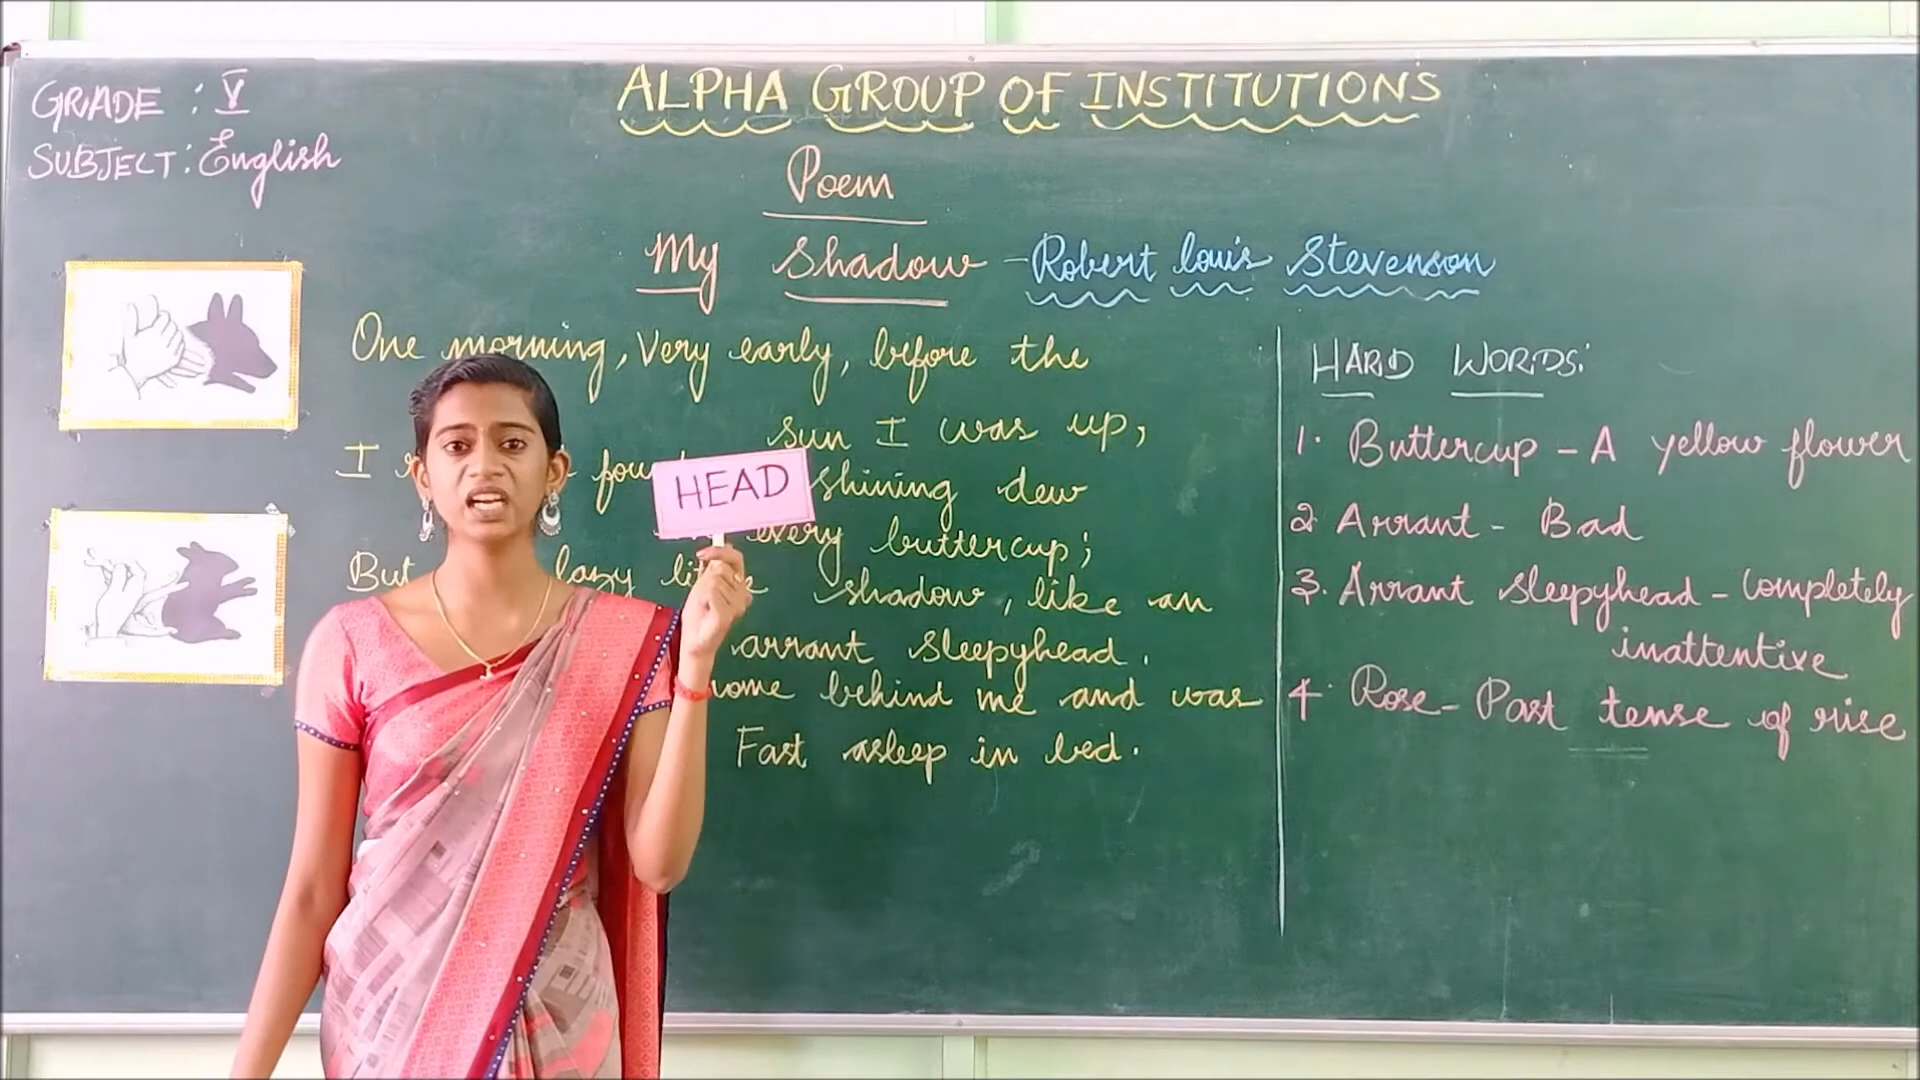 GRADE : V
SUBJECT : English
ALPHA GROUP OF INSTITUTIONS
Poem
My Shadow - Robert louis Stevenson
One morning, Very early, before the
sun I was up,
I fou
shining dew
every buttercup;
But lazy shadow, like an
arrant sleepyhead.
behind me and was
Fast asleep in bed.
HEAD
HARD WORDS:
1. Buttercup - A yellow flower
2. Arrant - Bad
3. Arrant sleepyhead - Completely
inattentive
4. Rose - Past tense of rise